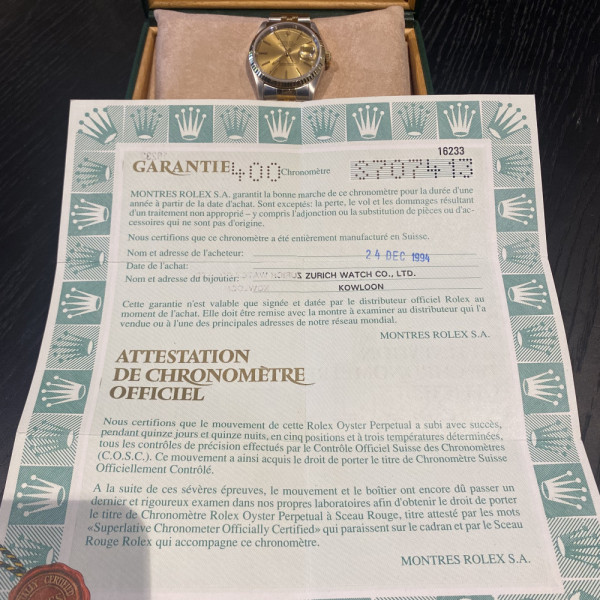 16233
GARANTIE 400 Chronomètre S707413
MONTRES ROLEX S.A. garantit la bonne marche de ce chronomètre pour la durée d'une
année à partir de la date d'achat. Sont exceptés: la perte, le vol et les dommages résultant
d'un traitement non approprié – y compris l'adjonction ou la substitution de pièces ou d'ac-
cessoires qui ne sont pas d'origine.
Nous certifions que ce chronomètre a été entièrement manufacturé en Suisse.
Nom et adresse de l'acheteur:
24 DEC 1994
Date de l'achat:
Nom et adresse du bijoutier: ZURICH WATCH CO., LTD.
KOWLOON
Cette garantie n'est valable que signée et datée par le distributeur officiel Rolex au
moment de l'achat. Elle doit être remise avec la montre à examiner au distributeur qui l'a
vendue ou à l'une des principales adresses de notre réseau mondial.
MONTRES ROLEX S.A.
ATTESTATION
DE CHRONOMÈTRE
OFFICIEL
Nous certifions que le mouvement de cette Rolex Oyster Perpetual a subi avec succès,
pendant quinze jours et quinze nuits, en cinq positions et à trois températures déterminées,
tous les contrôles de précision effectués par le Contrôle Officiel Suisse des Chronomètres
(C.O.S.C.). Ce mouvement a ainsi acquis le droit de porter le titre de Chronomètre Suisse
Officiellement Contrôlé.
A la suite de ces sévères épreuves, le mouvement et le boîtier ont encore dû passer un
dernier et rigoureux examen dans nos propres laboratoires afin d'obtenir le droit de porter
le titre de Chronomètre Rolex Oyster Perpetual à Sceau Rouge, titre attesté par les mots
«Superlative Chronometer Officially Certified» qui paraissent sur le cadran et par le Sceau
Rouge Rolex qui accompagne ce chronomètre.
MONTRES ROLEX S.A.